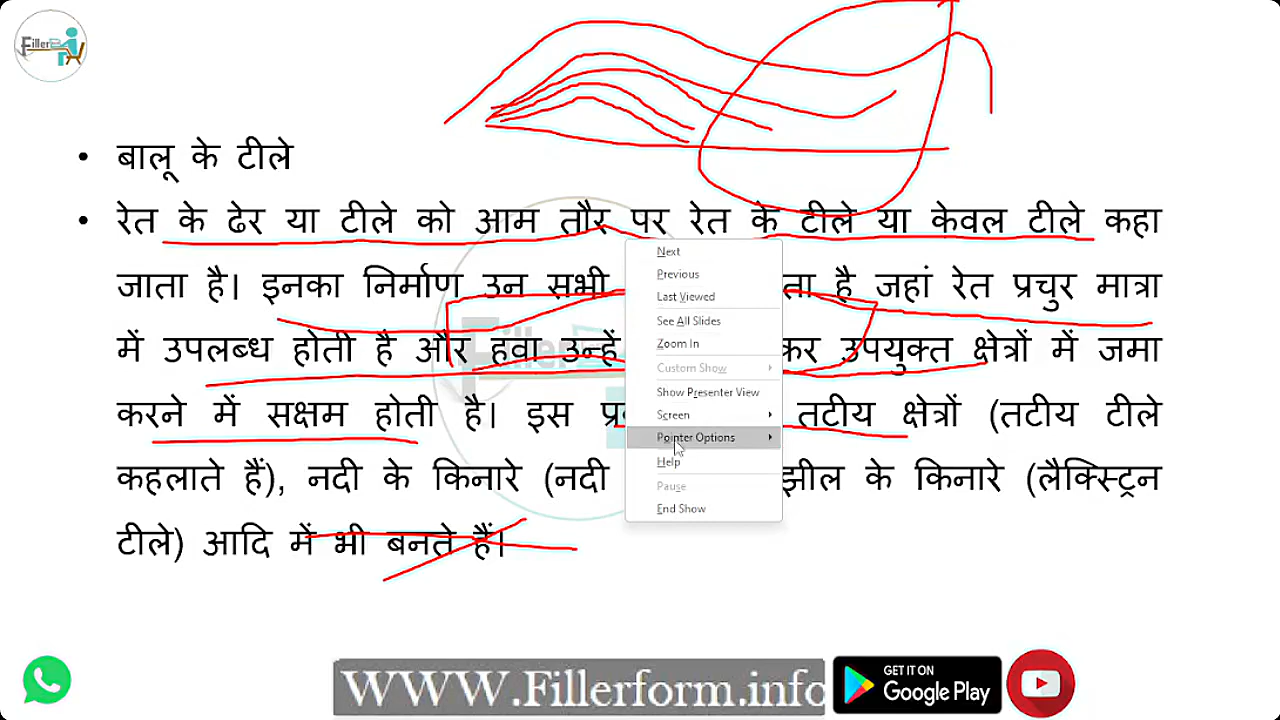 Filler
बालू के टीले
रेत के ढेर या टीले को आम तौर पर रेत के टीले या केवल टीले कहा
जाता है। इनका निर्माण उन सभी ता है जहां रेत प्रचुर मात्रा
में उपलब्ध होती है और हवा उन्हें कर उपयुक्त क्षेत्रों में जमा
करने में सक्षम होती है। इस तटीय क्षेत्रों (तटीय टीले
कहलाते हैं), नदी के किनारे (नदी झील के किनारे (लैक्स्ट्रिन
टीले) आदि में भी बनते हैं।
Next
Previous
Last Viewed
See All Slides
Zoom In
Custom Show
Show Presenter View
Screen
Pointer Options
Help
Pause
End Show
WWW.Fillerform.info
GET IT ON
Google Play